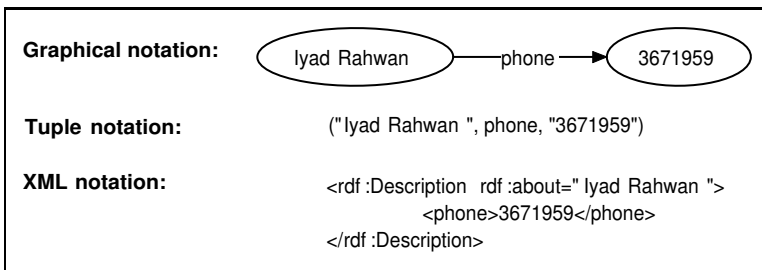 Graphical notation: Iyad Rahwan phone 3671959
Tuple notation: ("Iyad Rahwan ", phone, "3671959")
XML notation: <rdf :Description rdf :about=" Iyad Rahwan ">
<phone>3671959</phone>
</rdf :Description>